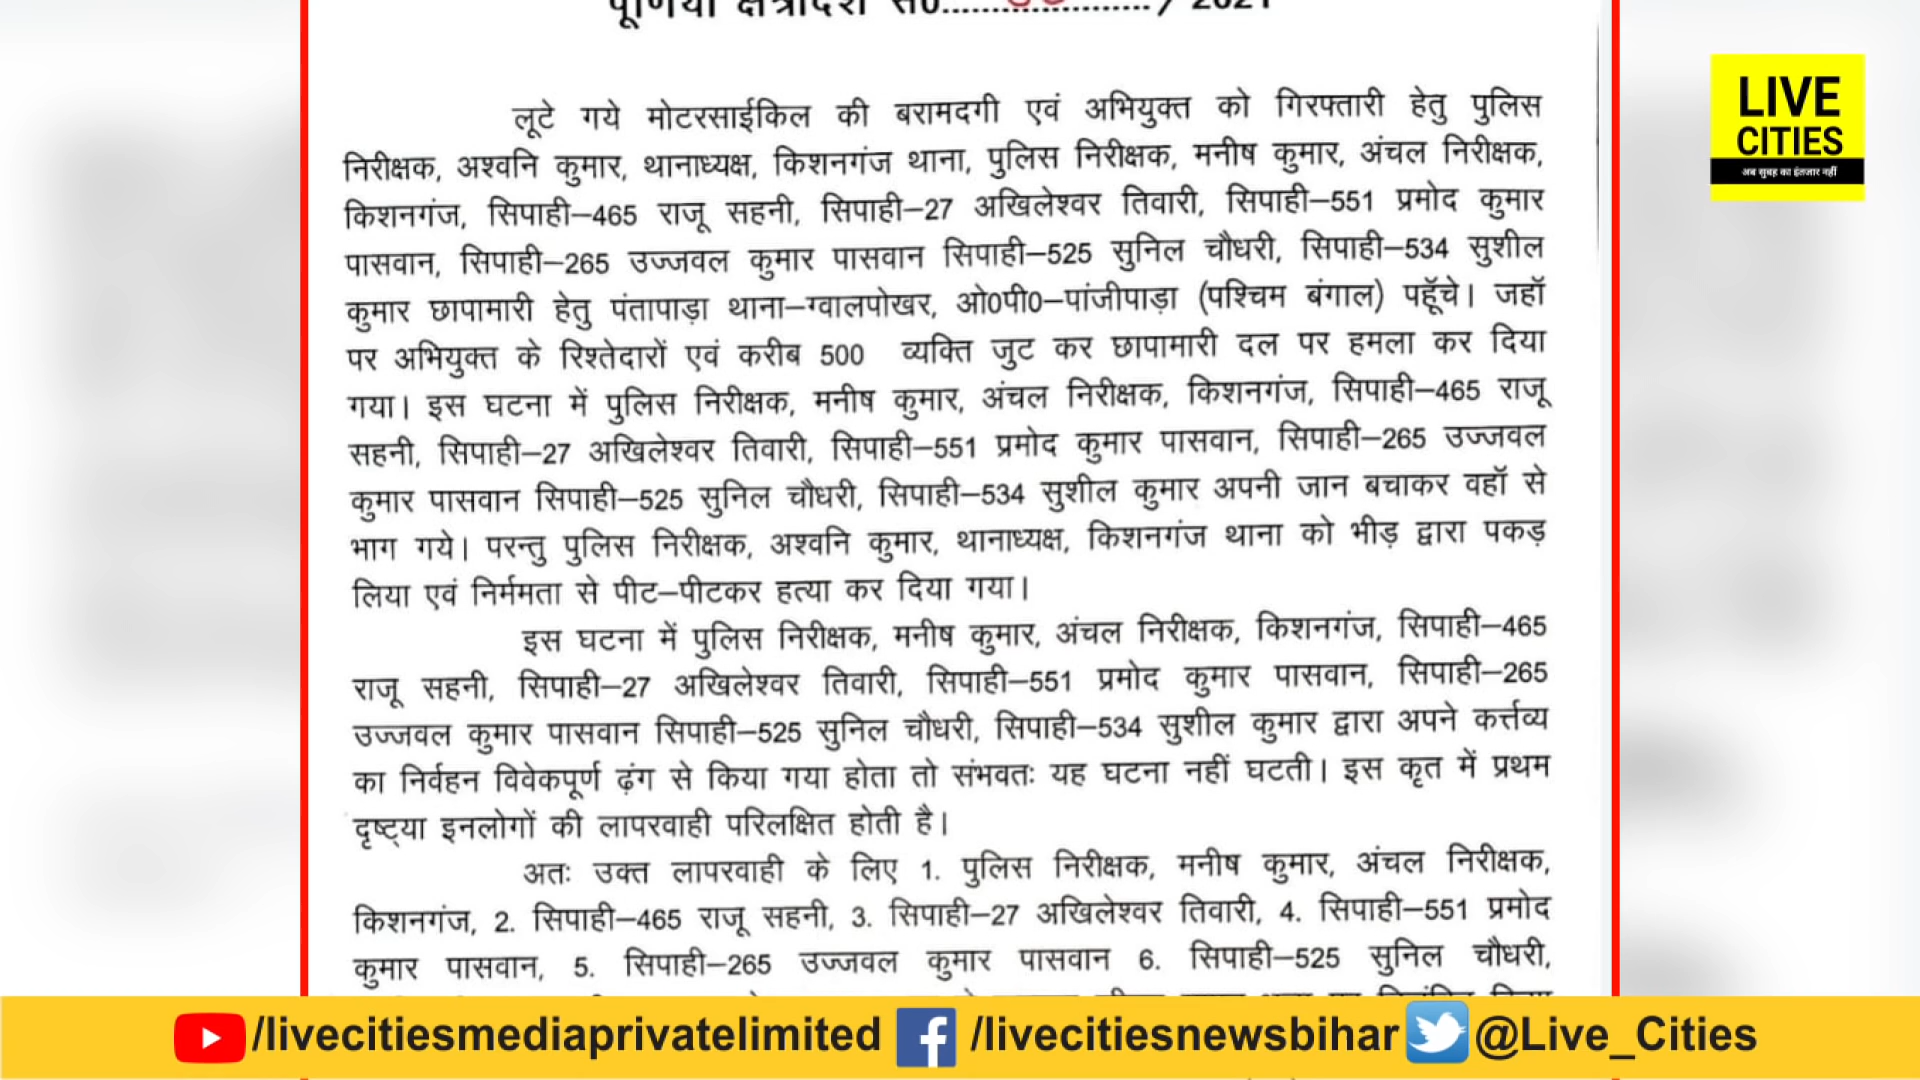 पूर्णिया क्षेत्रादेश सं0....................../ 2021
लूटे गये मोटरसाईकिल की बरामदगी एवं अभियुक्त को गिरफ्तारी हेतु पुलिस
निरीक्षक, अश्वनि कुमार, थानाध्यक्ष, किशनगंज थाना, पुलिस निरीक्षक, मनीष कुमार, अंचल निरीक्षक,
किशनगंज, सिपाही–465 राजू सहनी, सिपाही–27 अखिलेश्वर तिवारी, सिपाही–551 प्रमोद कुमार
पासवान, सिपाही–265 उज्जवल कुमार पासवान सिपाही–525 सुनिल चौधरी, सिपाही–534 सुशील
कुमार छापामारी हेतु पंतापाड़ा थाना–ग्वालपोखर, ओ0पी0–पांजीपाड़ा (पश्चिम बंगाल) पहूँचे। जहाँ
पर अभियुक्त के रिश्तेदारों एवं करीब 500 व्यक्ति जुट कर छापामारी दल पर हमला कर दिया
गया। इस घटना में पुलिस निरीक्षक, मनीष कुमार, अंचल निरीक्षक, किशनगंज, सिपाही–465 राजू
सहनी, सिपाही–27 अखिलेश्वर तिवारी, सिपाही–551 प्रमोद कुमार पासवान, सिपाही–265 उज्जवल
कुमार पासवान सिपाही–525 सुनिल चौधरी, सिपाही–534 सुशील कुमार अपनी जान बचाकर वहाँ से
भाग गये। परन्तु पुलिस निरीक्षक, अश्वनि कुमार, थानाध्यक्ष, किशनगंज थाना को भीड़ द्वारा पकड़
लिया एवं निर्ममता से पीट–पीटकर हत्या कर दिया गया।
इस घटना में पुलिस निरीक्षक, मनीष कुमार, अंचल निरीक्षक, किशनगंज, सिपाही–465
राजू सहनी, सिपाही–27 अखिलेश्वर तिवारी, सिपाही–551 प्रमोद कुमार पासवान, सिपाही–265
उज्जवल कुमार पासवान सिपाही–525 सुनिल चौधरी, सिपाही–534 सुशील कुमार द्वारा अपने कर्त्तव्य
का निर्वहन विवेकपूर्ण ढ़ंग से किया गया होता तो संभवतः यह घटना नहीं घटती। इस कृत में प्रथम
दृष्ट्या इनलोगों की लापरवाही परिलक्षित होती है।
अतः उक्त लापरवाही के लिए 1. पुलिस निरीक्षक, मनीष कुमार, अंचल निरीक्षक,
किशनगंज, 2. सिपाही–465 राजू सहनी, 3. सिपाही–27 अखिलेश्वर तिवारी, 4. सिपाही–551 प्रमोद
कुमार पासवान, 5. सिपाही–265 उज्जवल कुमार पासवान 6. सिपाही–525 सुनिल चौधरी,
LIVE
CITIES
अब सुबह का इंतजार नहीं
/livecitiesmediaprivatelimited /livecitiesnewsbihar @Live_Cities